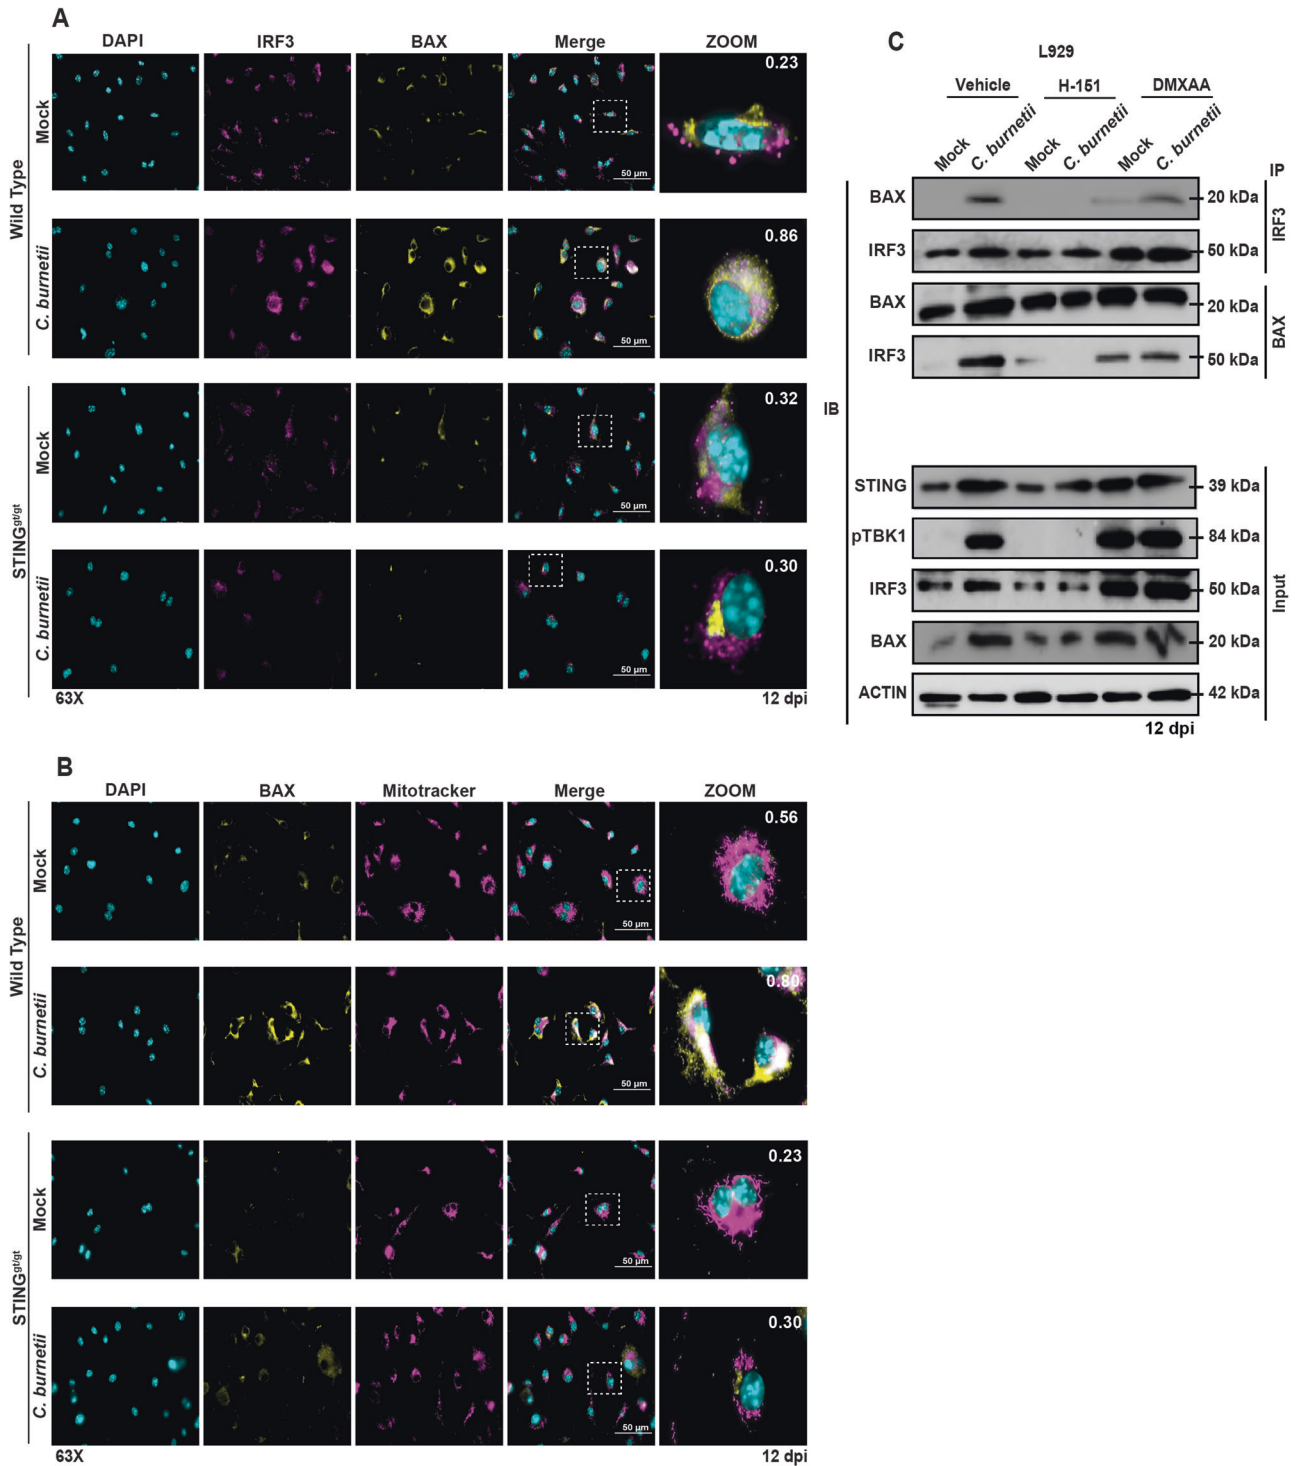 A
DAPI IRF3 BAX Merge ZOOM
Wild Type
Mock
0.23
50 µm
C. burnetii
0.86
50 µm
STINGgt/gt
Mock
0.32
50 µm
C. burnetii
0.30
50 µm
63X 12 dpi
B
DAPI BAX Mitotracker Merge ZOOM
Wild Type
Mock
0.56
50 µm
C. burnetii
0.80
50 µm
STINGgt/gt
Mock
0.23
50 µm
C. burnetii
0.30
50 µm
63X 12 dpi
C
L929
Vehicle H-151 DMXAA
Mock C. burnetii Mock C. burnetii Mock C. burnetii
IP
IB
BAX 20 kDa
IRF3 50 kDa
IRF3
BAX 20 kDa
IRF3 50 kDa
BAX
STING 39 kDa
pTBK1 84 kDa
IRF3 50 kDa
BAX 20 kDa
ACTIN 42 kDa
Input
12 dpi